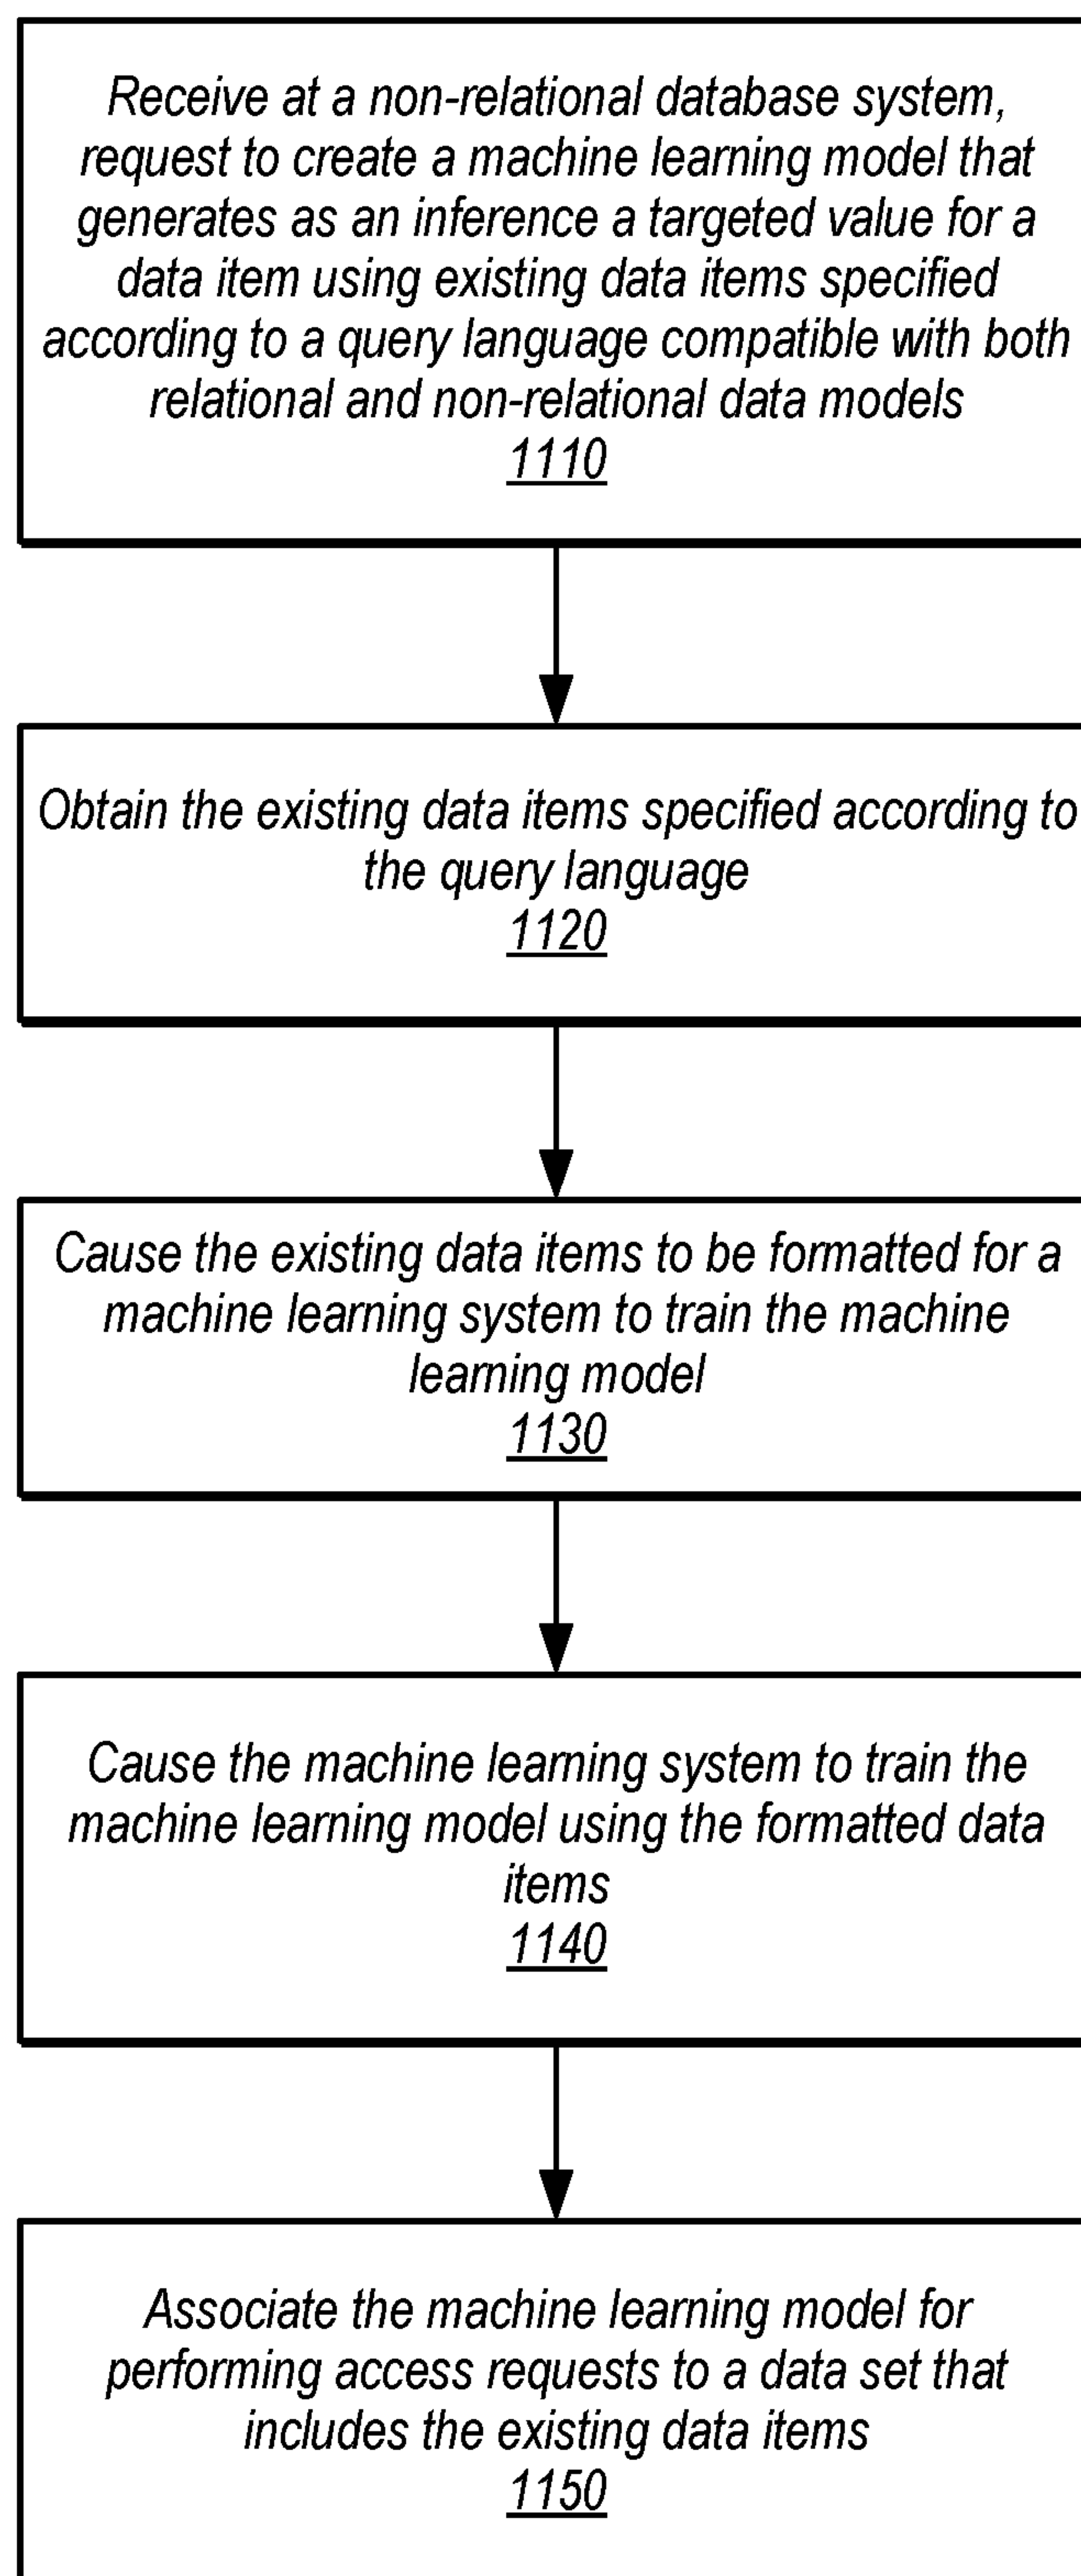 Receive at a non-relational database system,
request to create a machine learning model that
generates as an inference a targeted value for a
data item using existing data items specified
according to a query language compatible with both
relational and non-relational data models
1110
Obtain the existing data items specified according to
the query language
1120
Cause the existing data items to be formatted for a
machine learning system to train the machine
learning model
1130
Cause the machine learning system to train the
machine learning model using the formatted data
items
1140
Associate the machine learning model for
performing access requests to a data set that
includes the existing data items
1150